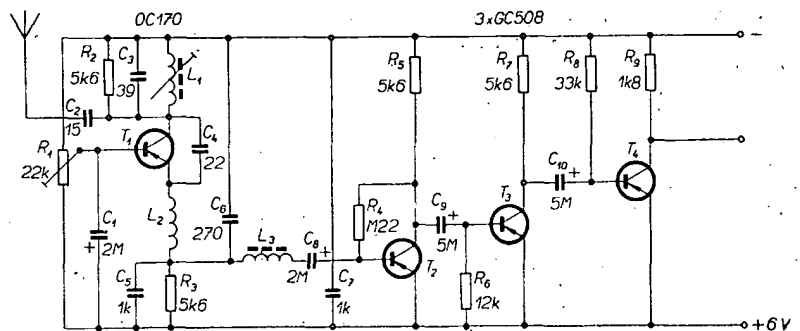 OC170 3xGC508
R2 5k6
C3 39
L1
C2 15
T1
C4 22
R1 22k
C1 2M +
L2
C6 270
C5 1k
R3 5k6
L3
C8 + 2M
R4 M22
C7 1k
R5 5k6
T2
C9 + 5M
R6 12k
R7 5k6
T3
C10 + 5M
R8 33k
R9 1k8
T4
-
+6V